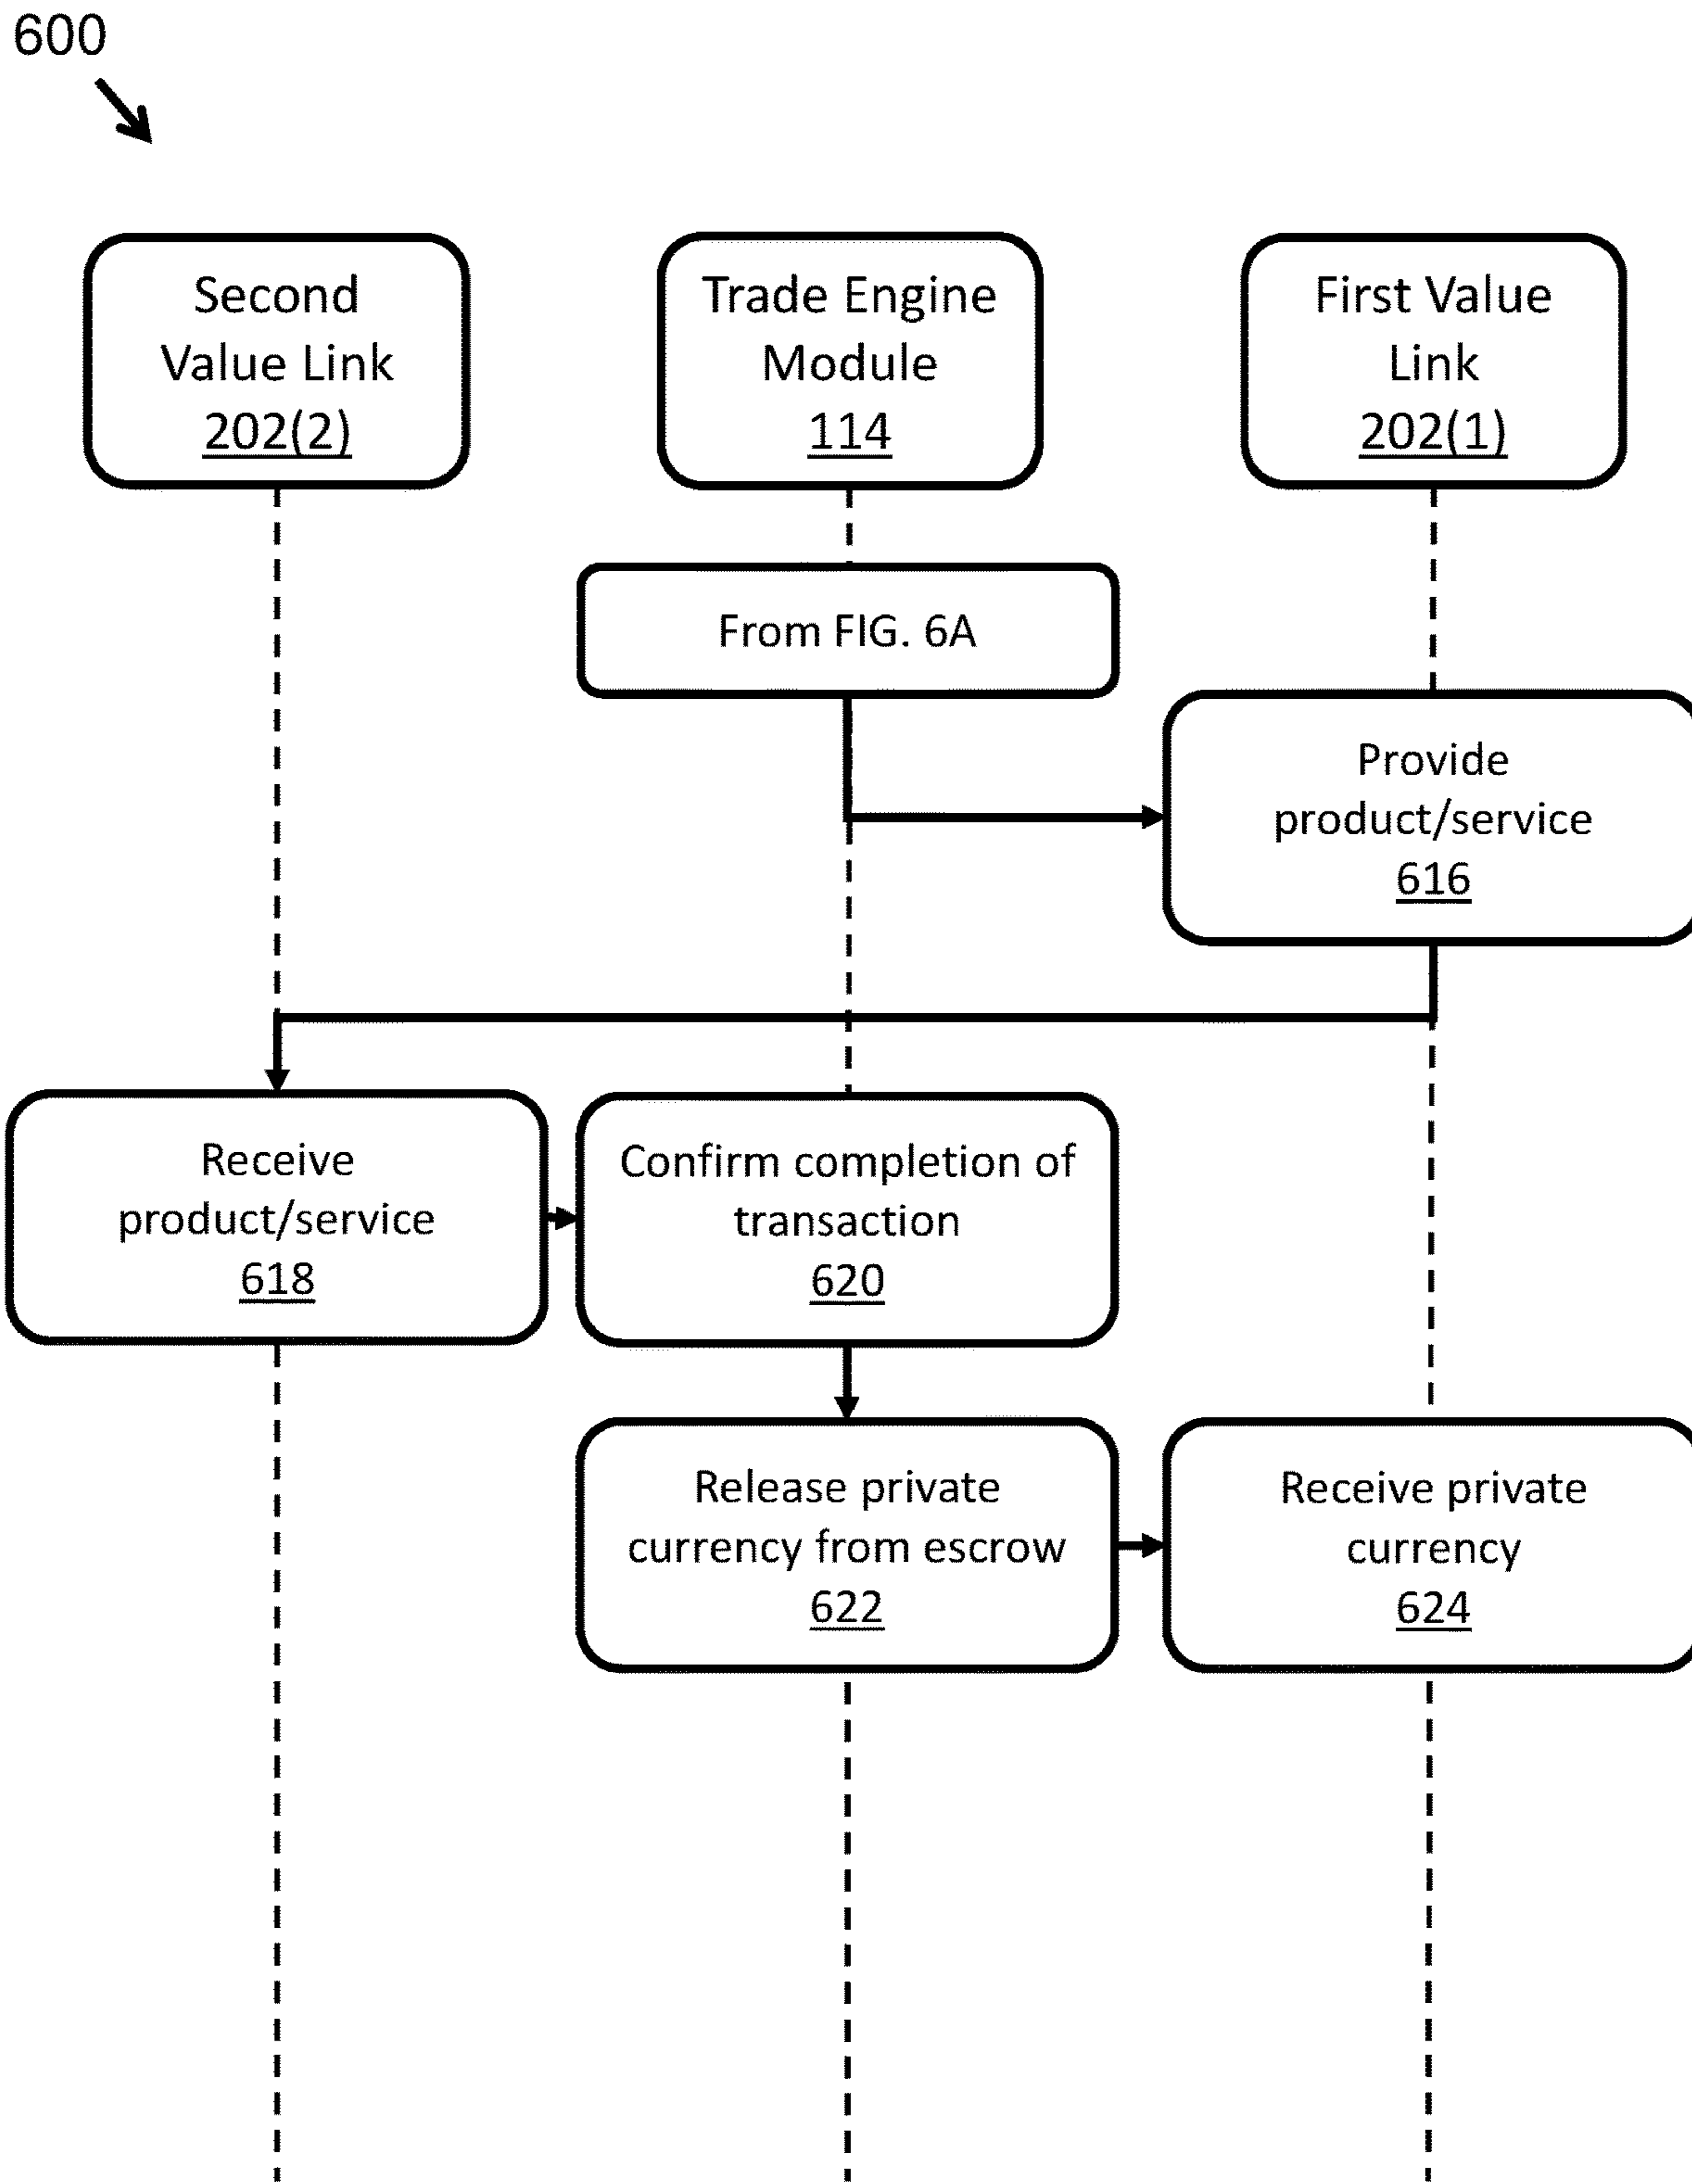 600
Second
Value Link
202(2)
Trade Engine
Module
114
First Value
Link
202(1)
From FIG. 6A
Provide
product/service
616
Receive
product/service
618
Confirm completion of
transaction
620
Release private
currency from escrow
622
Receive private
currency
624